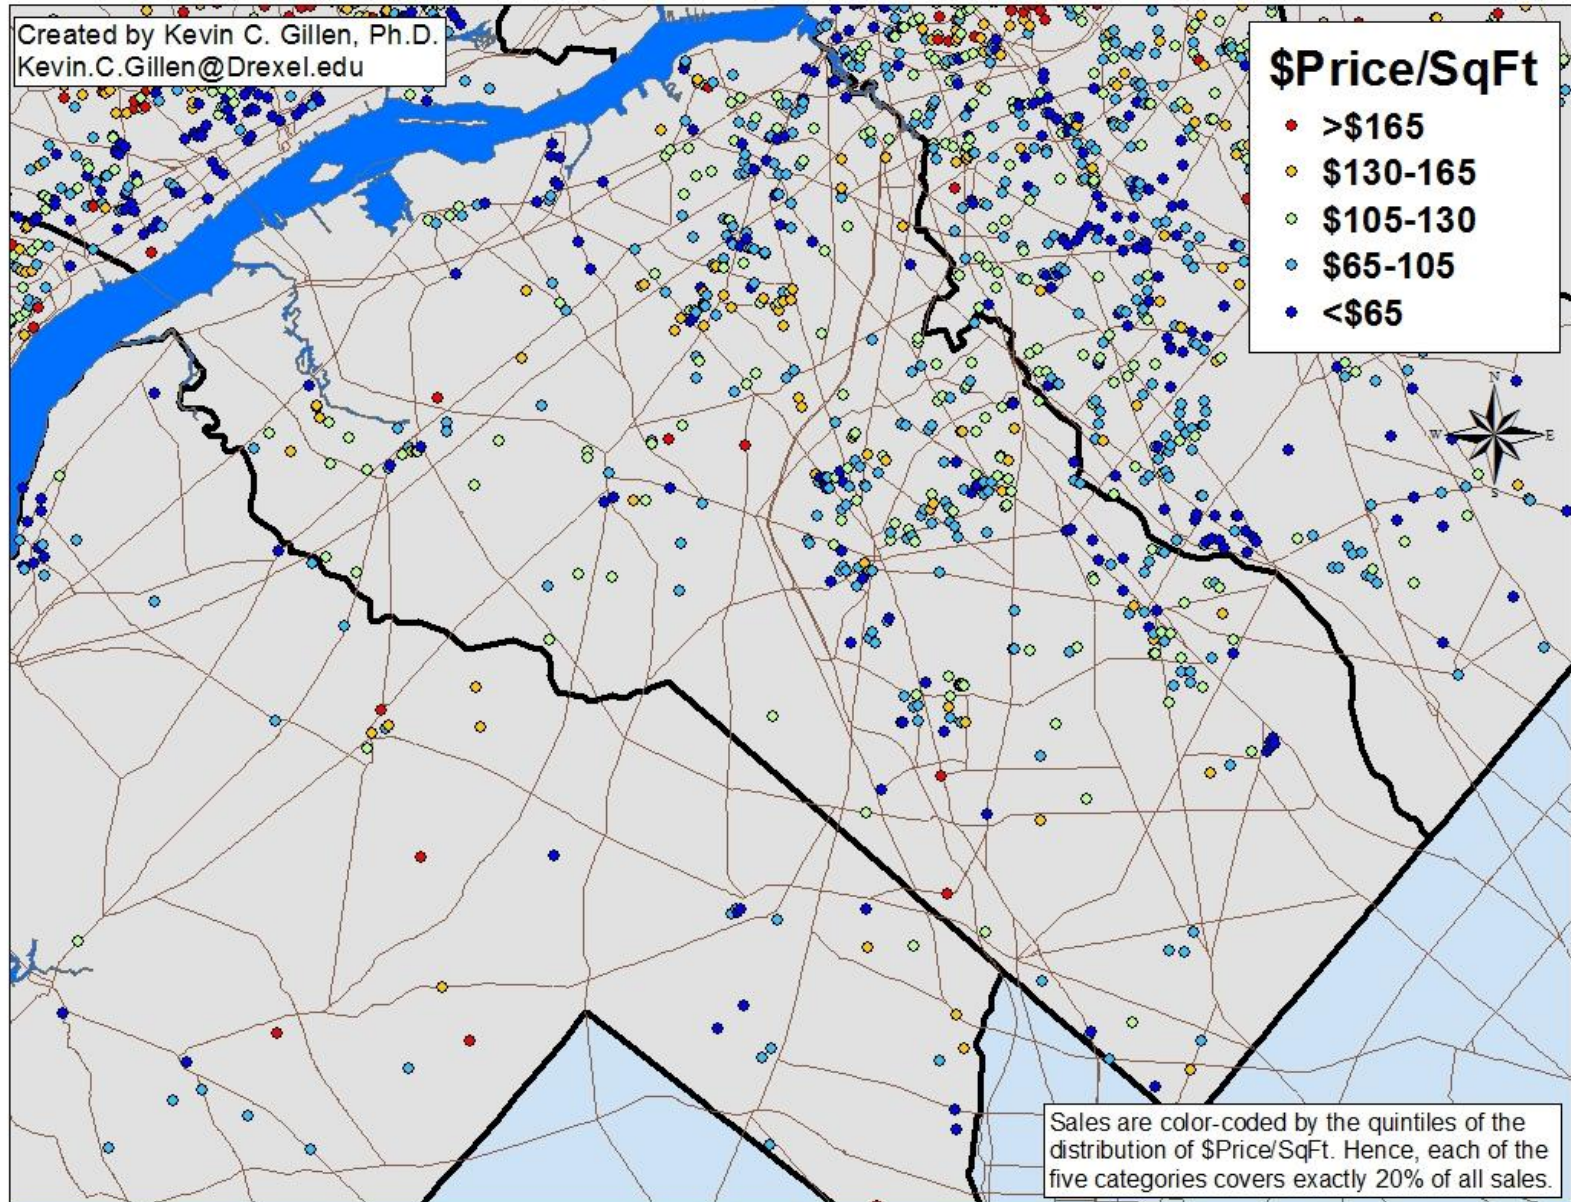 Created by Kevin C. Gillen, Ph.D.
Kevin.C.Gillen@Drexel.edu
$Price/SqFt
>$165
$130-165
$105-130
$65-105
<$65
N
W
E
S
Sales are color-coded by the quintiles of the
distribution of $Price/SqFt. Hence, each of the
five categories covers exactly 20% of all sales.